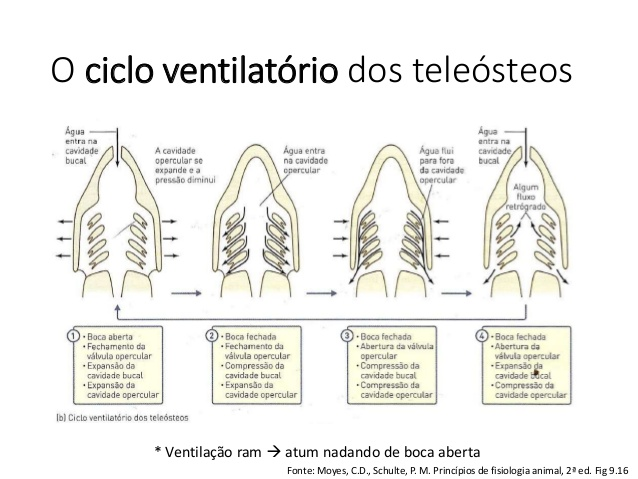 O ciclo ventilatório dos teleósteos
Água
entra na
cavidade
bucal
A cavidade
opercular se
expande e a
pressão diminui
Água entra
na cavidade
opercular
Água flui
para fora
da cavidade
opercular
Água
entra na
cavidade
bucal
Algum
fluxo
retrógrado
1 • Boca aberta
• Fechamento da
válvula opercular
• Expansão da
cavidade bucal
• Expansão da
cavidade opercular
2 • Boca fechada
• Fechamento da
válvula opercular
• Compressão da
cavidade bucal
• Expansão da
cavidade opercular
3 • Boca fechada
• Abertura da válvula
opercular
• Compressão da
cavidade bucal
• Compressão da
cavidade opercular
4 • Boca fechada
• Abertura da
válvula opercular
• Expansão da
cavidade bucal
• Compressão da
cavidade opercular
(b) Ciclo ventilatório dos teleósteos
* Ventilação ram → atum nadando de boca aberta
Fonte: Moyes, C.D., Schulte, P. M. Princípios de fisiologia animal, 2ª ed. Fig 9.16